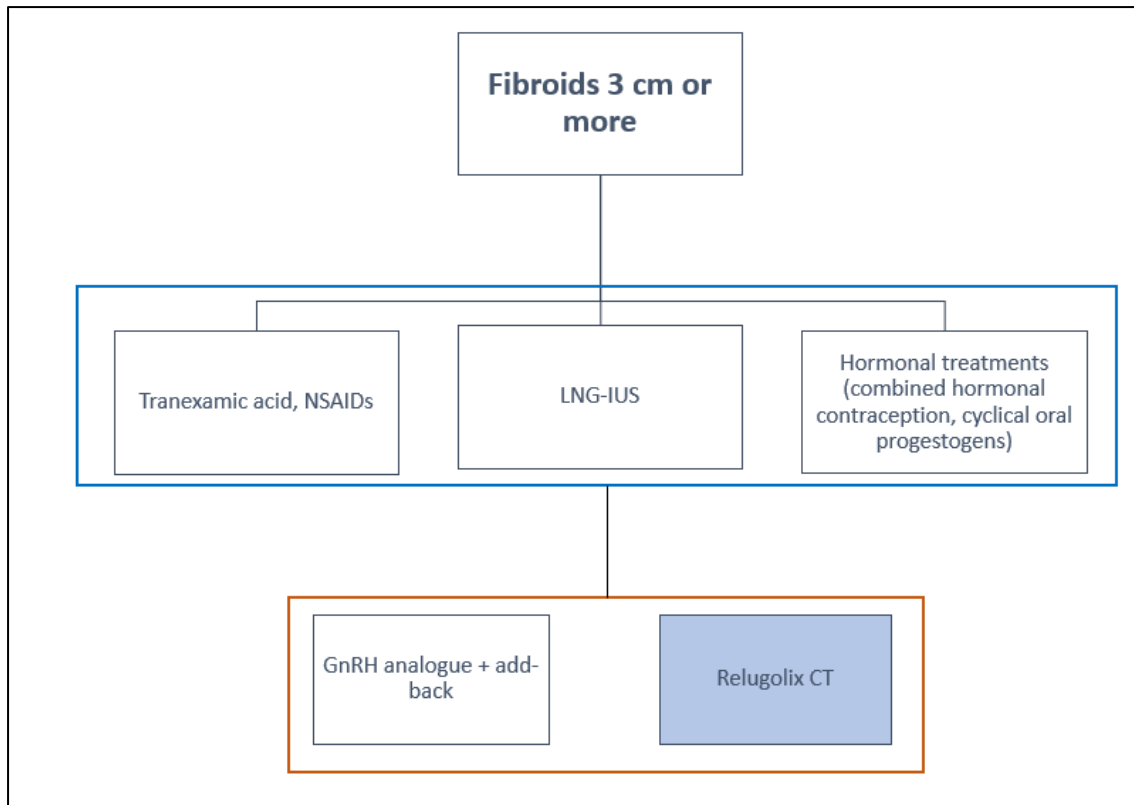 Fibroids 3 cm or
more
Tranexamic acid, NSAIDs
LNG-IUS
Hormonal treatments
(combined hormonal
contraception, cyclical oral
progestogens)
GnRH analogue + add-
back
Relugolix CT